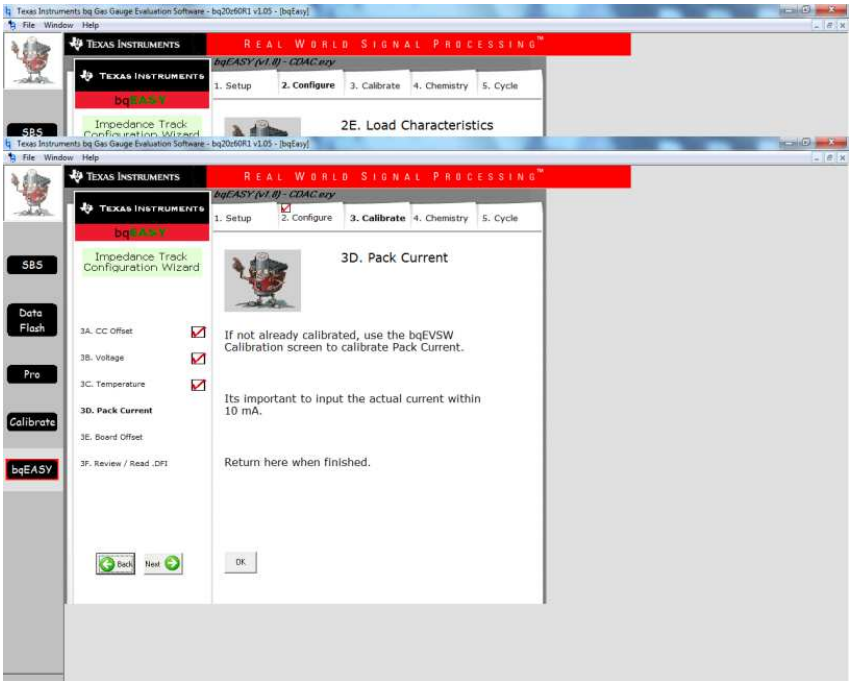 Texas Instruments bq Gas Gauge Evaluation Software - bq20z60R1 v1.05 - [bqEasy]
File Window Help
TEXAS INSTRUMENTS
REAL WORLD SIGNAL PROCESSING™
bqEASY (v1.8) - CDAC.ezy
TEXAS INSTRUMENTS
1. Setup 2. Configure 3. Calibrate 4. Chemistry 5. Cycle
bqEASY
Impedance Track
Configuration Wizard
2E. Load Characteristics
SBS
Texas Instruments bq Gas Gauge Evaluation Software - bq20z60R1 v1.05 - [bqEasy]
File Window Help
TEXAS INSTRUMENTS
REAL WORLD SIGNAL PROCESSING™
bqEASY (v1.8) - CDAC.ezy
TEXAS INSTRUMENTS
1. Setup 2. Configure 3. Calibrate 4. Chemistry 5. Cycle
bqEASY
Impedance Track
Configuration Wizard
3D. Pack Current
SBS
Data
Flash
Pro
Calibrate
bqEASY
3A. CC Offset
3B. Voltage
3C. Temperature
3D. Pack Current
3E. Board Offset
3F. Review / Read .DFI
If not already calibrated, use the bqEVSW
Calibration screen to calibrate Pack Current.
Its important to input the actual current within
10 mA.
Return here when finished.
Back Next OK